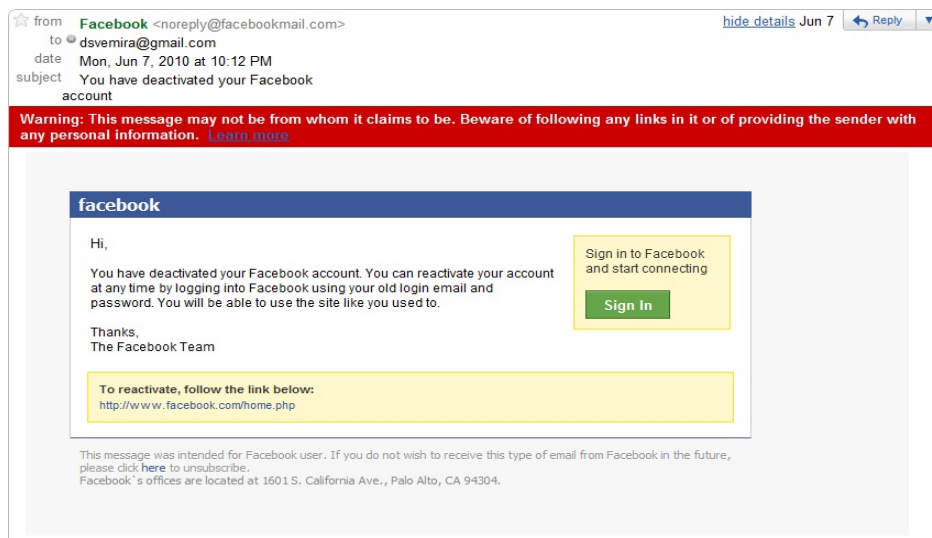 from Facebook <noreply@facebookmail.com> hide details Jun 7 Reply
to dsvemira@gmail.com
date Mon, Jun 7, 2010 at 10:12 PM
subject You have deactivated your Facebook
account
Warning: This message may not be from whom it claims to be. Beware of following any links in it or of providing the sender with
any personal information. Learn more
facebook
Hi,
You have deactivated your Facebook account. You can reactivate your account
at any time by logging into Facebook using your old login email and
password. You will be able to use the site like you used to.
Thanks,
The Facebook Team
Sign in to Facebook
and start connecting
Sign In
To reactivate, follow the link below:
http://www.facebook.com/home.php
This message was intended for Facebook user. If you do not wish to receive this type of email from Facebook in the future,
please click here to unsubscribe.
Facebook`s offices are located at 1601 S. California Ave., Palo Alto, CA 94304.